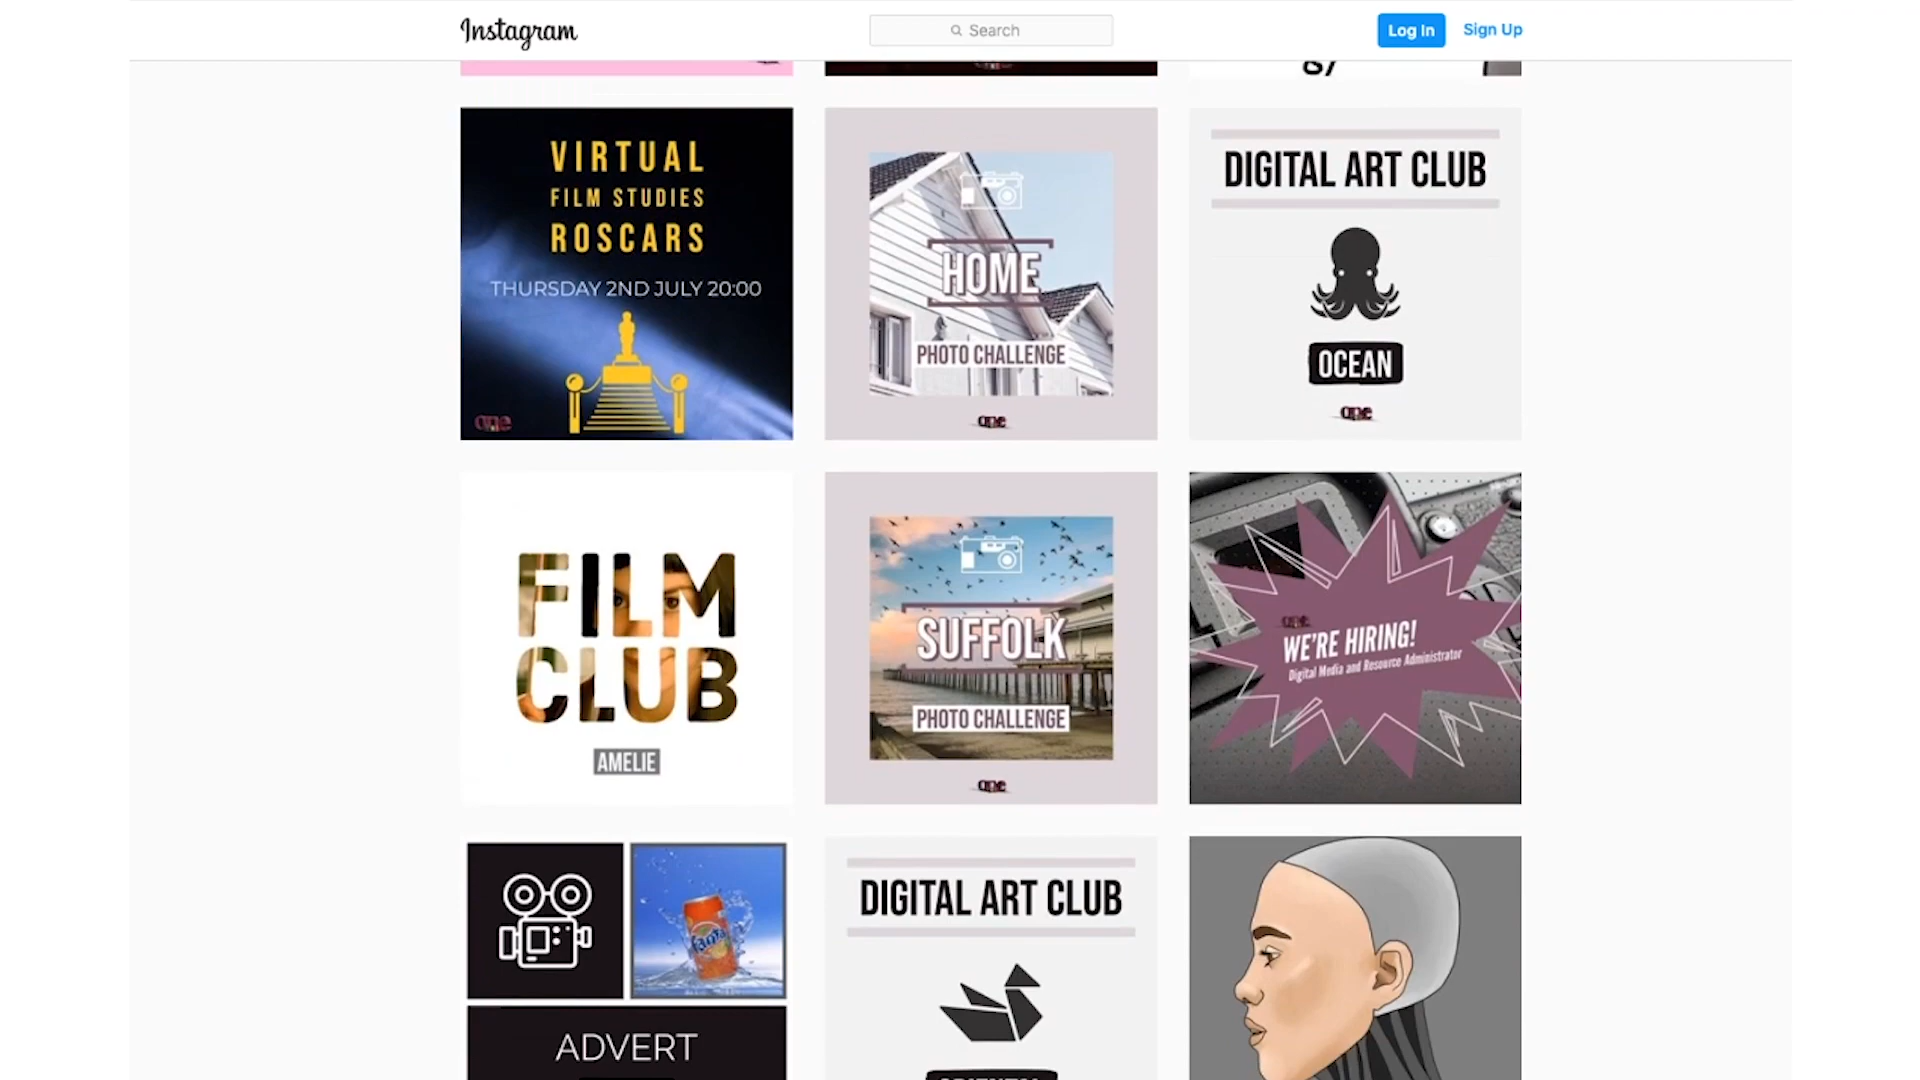 Instagram
Search
Log In
Sign Up
VIRTUAL
FILM STUDIES
ROSCARS
THURSDAY 2ND JULY 20:00
one
HOME
PHOTO CHALLENGE
one
DIGITAL ART CLUB
OCEAN
one
FILM
CLUB
AMELIE
SUFFOLK
PHOTO CHALLENGE
one
one
WE'RE HIRING!
Digital Media and Resource Administrator
Fanta
ADVERT
DIGITAL ART CLUB